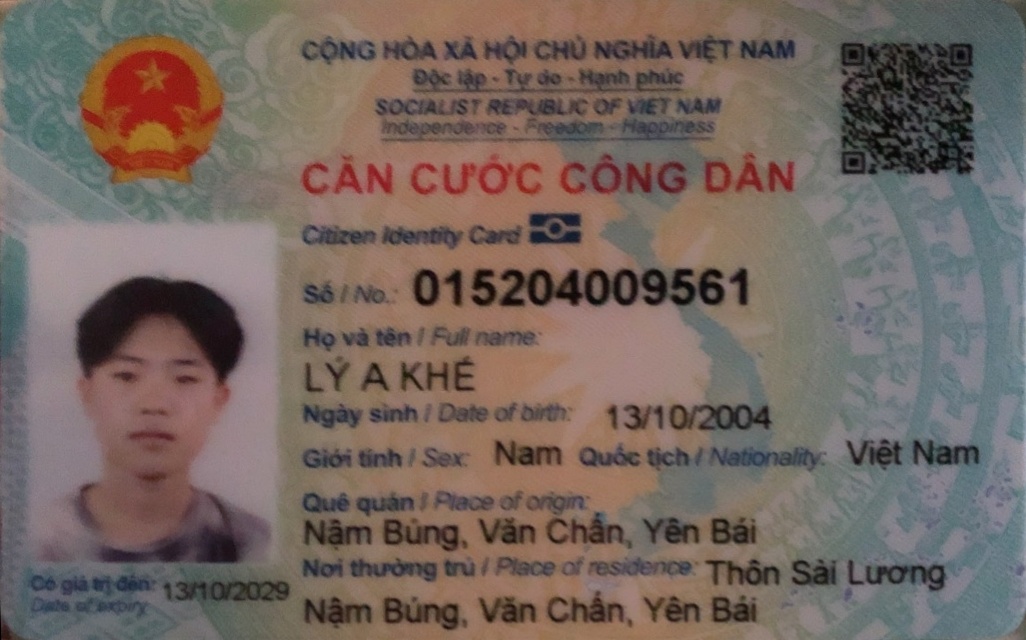 CỘNG HÒA XÃ HỘI CHỦ NGHĨA VIỆT NAM
Độc lập - Tự do - Hạnh phúc
SOCIALIST REPUBLIC OF VIET NAM
Independence - Freedom - Happiness
CĂN CƯỚC CÔNG DÂN
Citizen Identity Card
Số / No.: 015204009561
Họ và tên / Full name:
LÝ A KHÉ
Ngày sinh / Date of birth: 13/10/2004
Giới tính / Sex: Nam Quốc tịch / Nationality: Việt Nam
Quê quán / Place of origin:
Nậm Búng, Văn Chấn, Yên Bái
Nơi thường trú / Place of residence: Thôn Sài Lương
Nậm Búng, Văn Chấn, Yên Bái
Có giá trị đến: 13/10/2029
Date of expiry